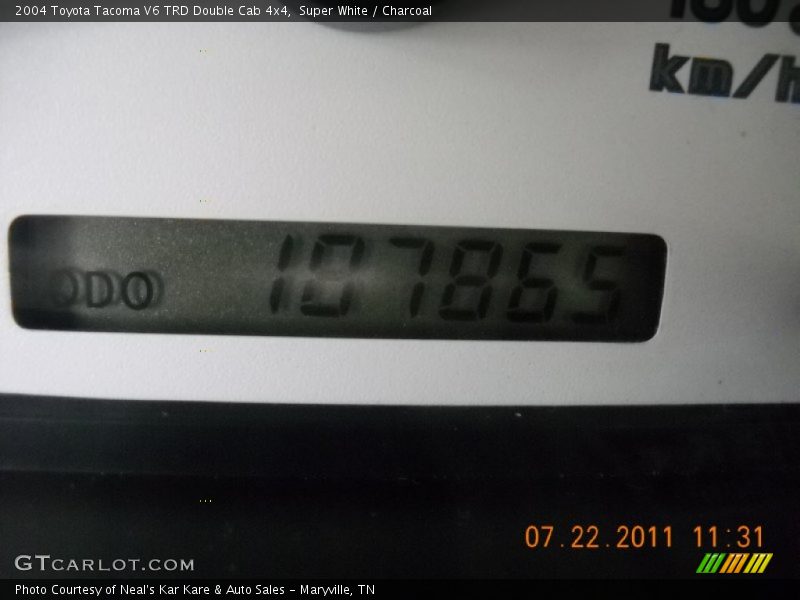 2004 Toyota Tacoma V6 TRD Double Cab 4x4,  Super White / Charcoal
km/h
ODO 107865
07.22.2011 11:31
GTCARLOT.COM
Photo Courtesy of Neal's Kar Kare & Auto Sales - Maryville, TN